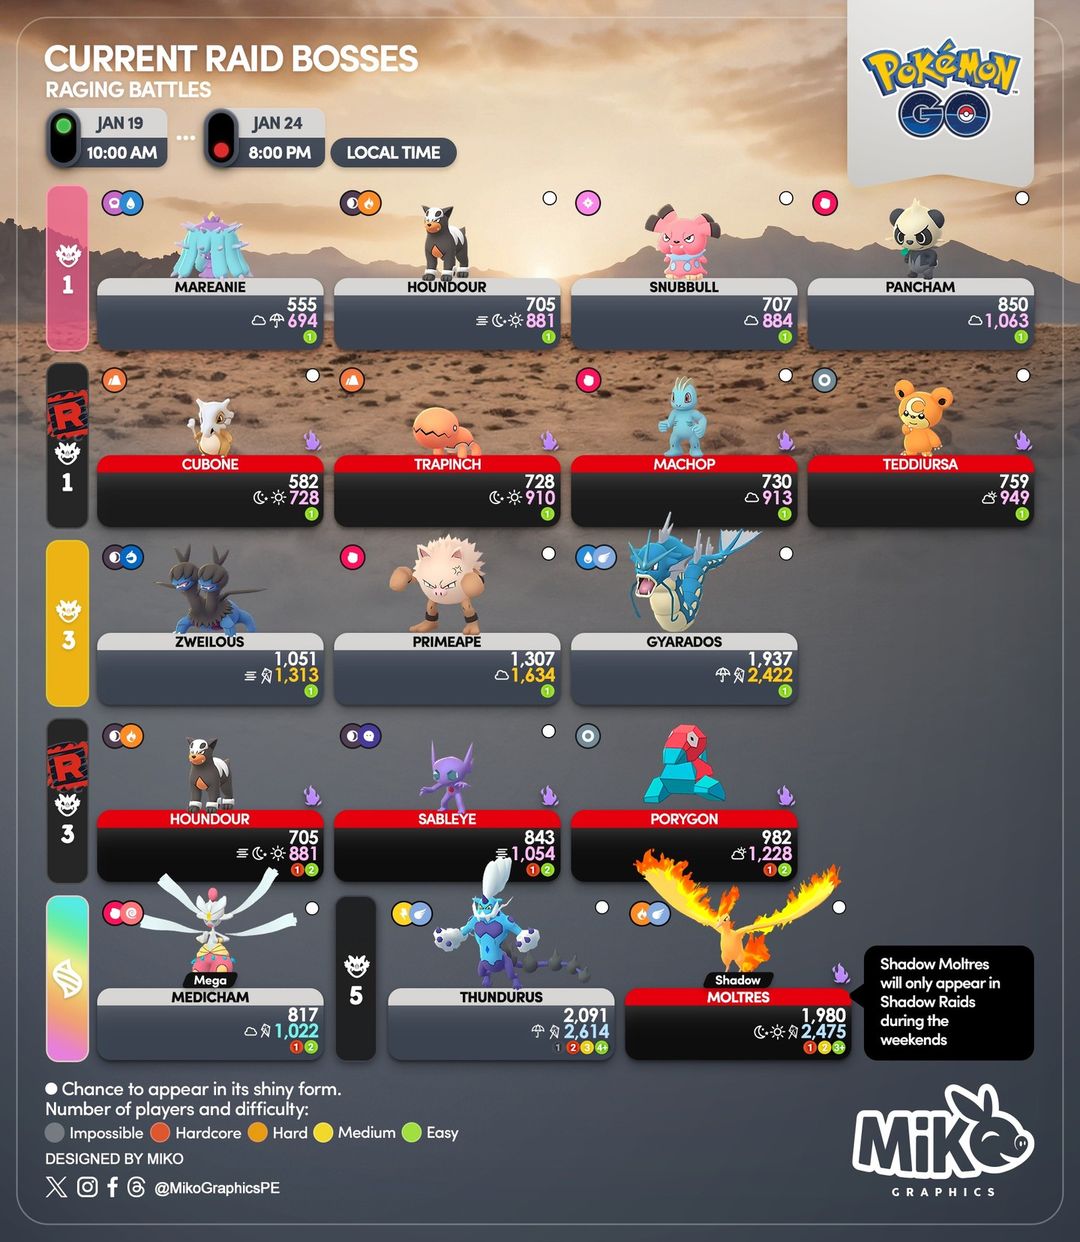 CURRENT RAID BOSSES
RAGING BATTLES
JAN 19
10:00 AM
...
JAN 24
8:00 PM
LOCAL TIME
POKéMON
GO
1
MAREANIE
555
694
1
HOUNDOUR
705
881
1
SNUBBULL
707
884
1
PANCHAM
850
1,063
1
R
1
CUBONE
582
728
1
TRAPINCH
728
910
1
MACHOP
730
913
1
TEDDIURSA
759
949
1
3
ZWEILOUS
1,051
1,313
1
PRIMEAPE
1,307
1,634
1
GYARADOS
1,937
2,422
1
R
3
HOUNDOUR
705
881
1 2
SABLEYE
843
1,054
1 2
PORYGON
982
1,228
1 2
Mega
MEDICHAM
817
1,022
1 2
5
THUNDURUS
2,091
2,614
1 2 3 4+
Shadow
MOLTRES
1,980
2,475
1 2 3+
Shadow Moltres
will only appear in
Shadow Raids
during the
weekends
Chance to appear in its shiny form.
Number of players and difficulty:
Impossible Hardcore Hard Medium Easy
DESIGNED BY MIKO
@MikoGraphicsPE
MiKO
GRAPHICS